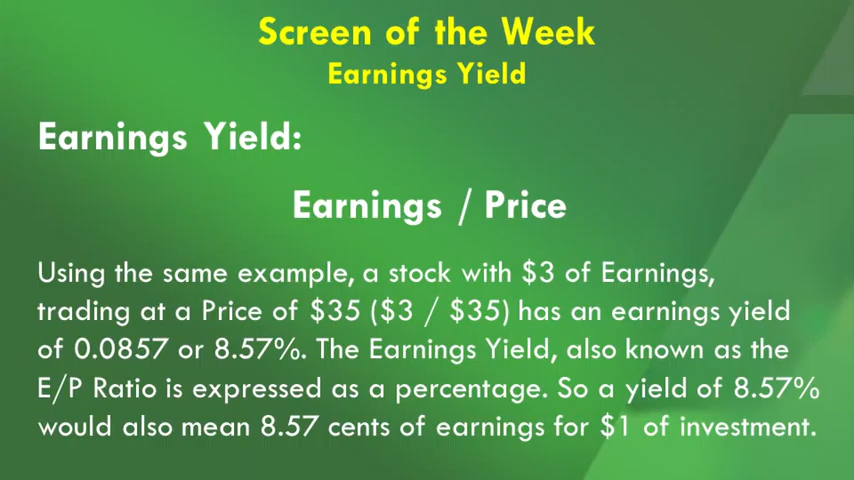 Screen of the Week
Earnings Yield
Earnings Yield:
Earnings / Price
Using the same example, a stock with $3 of Earnings,
trading at a Price of $35 ($3 / $35) has an earnings yield
of 0.0857 or 8.57%. The Earnings Yield, also known as the
E/P Ratio is expressed as a percentage. So a yield of 8.57%
would also mean 8.57 cents of earnings for $1 of investment.